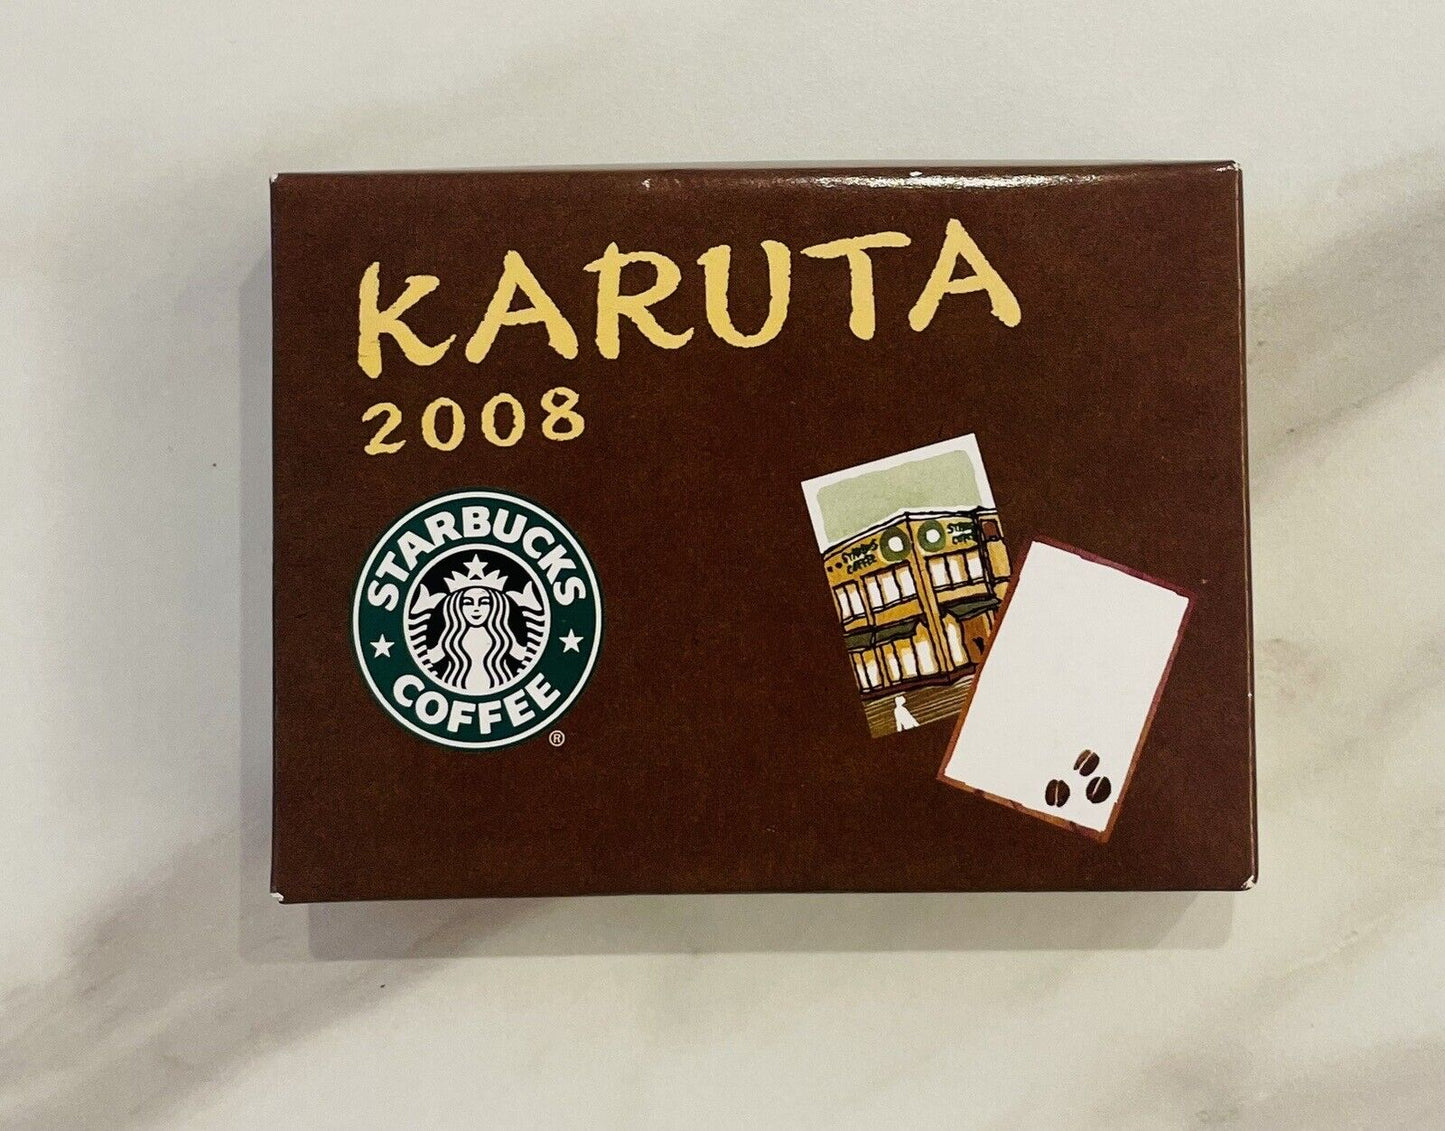 KARUTA
2008
STARBUCKS
COFFEE
®